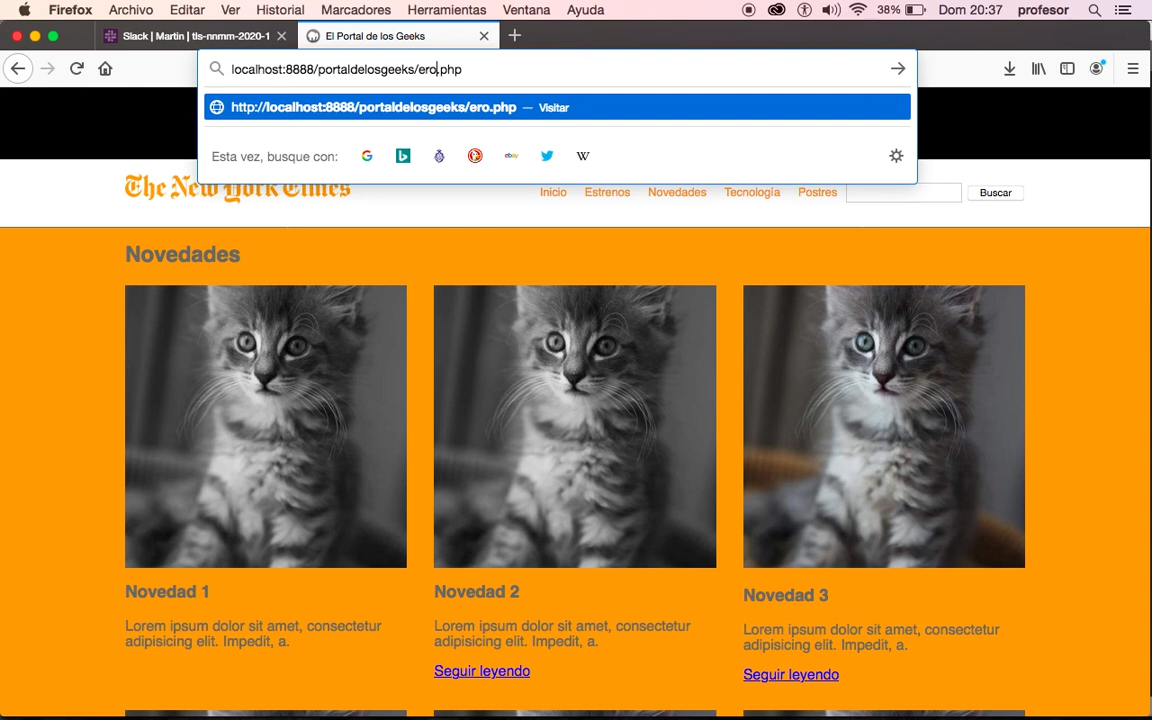 Firefox Archivo Editar Ver Historial Marcadores Herramientas Ventana Ayuda 38% Dom 20:37 profesor
Slack | Martin | tls-nnmm-2020-1 El Portal de los Geeks
localhost:8888/portaldelosgeeks/ero.php
http://localhost:8888/portaldelosgeeks/ero.php — Visitar
Esta vez, busque con: G b ebay W
The New York Times Inicio Estrenos Novedades Tecnología Postres Buscar
Novedades
Novedad 1
Lorem ipsum dolor sit amet, consectetur
adipisicing elit. Impedit, a.
Novedad 2
Lorem ipsum dolor sit amet, consectetur
adipisicing elit. Impedit, a.
Seguir leyendo
Novedad 3
Lorem ipsum dolor sit amet, consectetur
adipisicing elit. Impedit, a.
Seguir leyendo